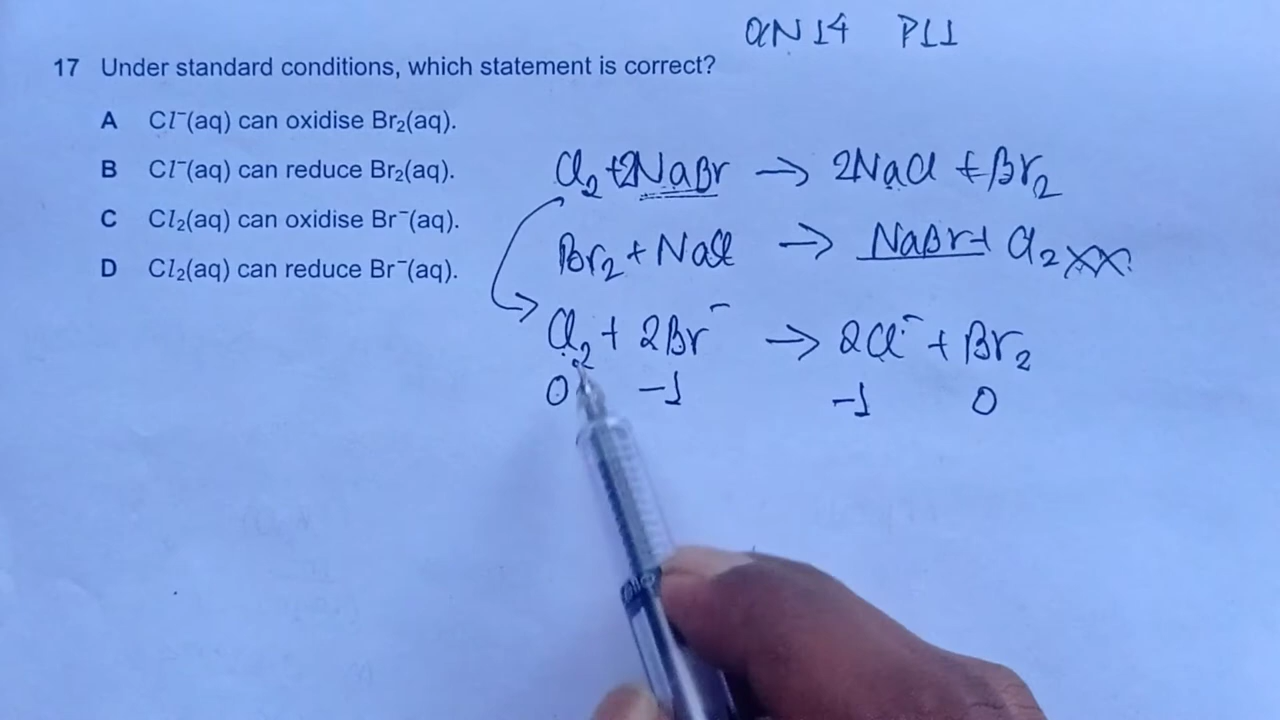 ON 14 P11
17 Under standard conditions, which statement is correct?
A Cl⁻(aq) can oxidise Br₂(aq).
B Cl⁻(aq) can reduce Br₂(aq).
C Cl₂(aq) can oxidise Br⁻(aq).
D Cl₂(aq) can reduce Br⁻(aq).
Cl₂ + 2NaBr → 2NaCl + Br₂
Br₂ + NaCl → NaBr + Cl₂ XX
Cl₂ + 2Br⁻ → 2Cl⁻ + Br₂
0 -1 -1 0